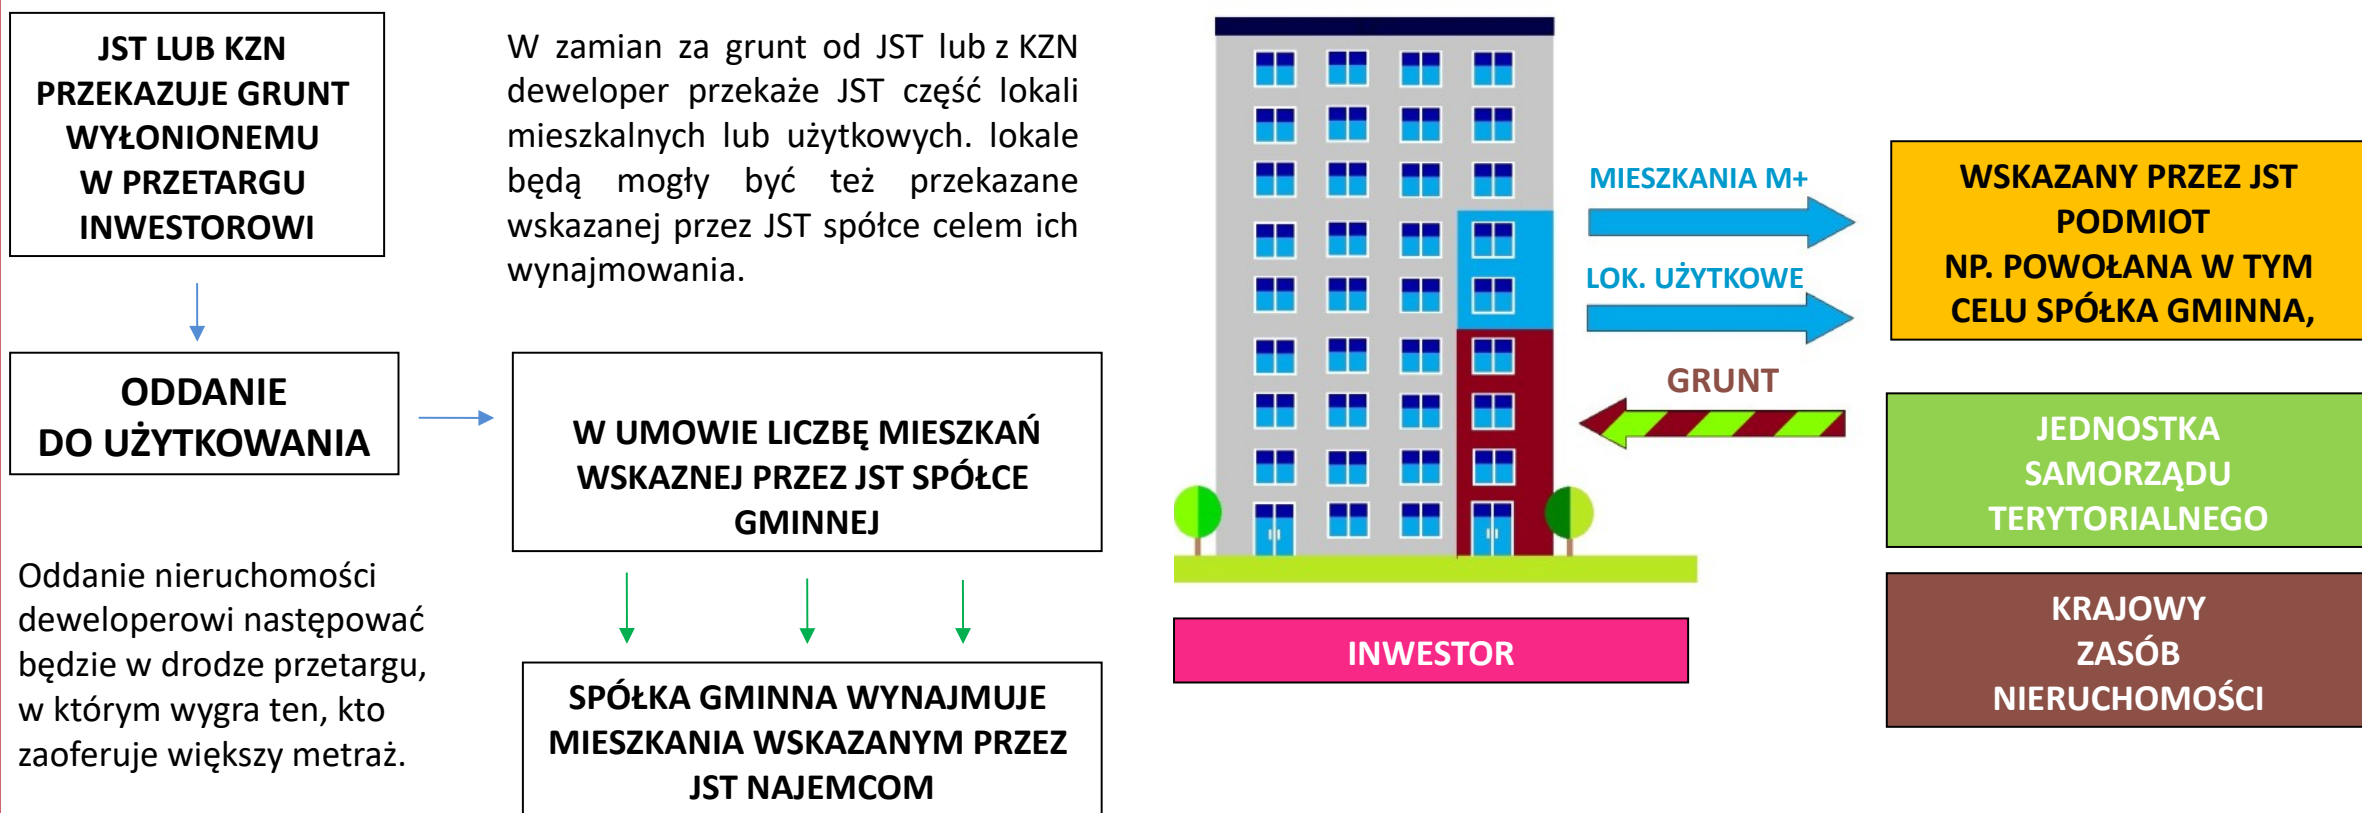 JST LUB KZN
PRZEKAZUJE GRUNT
WYŁONIONEMU
W PRZETARGU
INWESTOROWI
W zamian za grunt od JST lub z KZN
deweloper przekaże JST część lokali
mieszkalnych lub użytkowych. lokale
będą mogły być też przekazane
wskazanej przez JST spółce celem ich
wynajmowania.
ODDANIE
DO UŻYTKOWANIA
W UMOWIE LICZBĘ MIESZKAŃ
WSKAZNEJ PRZEZ JST SPÓŁCE
GMINNEJ
Oddanie nieruchomości
deweloperowi następować
będzie w drodze przetargu,
w którym wygra ten, kto
zaoferuje większy metraż.
SPÓŁKA GMINNA WYNAJMUJE
MIESZKANIA WSKAZANYM PRZEZ
JST NAJEMCOM
MIESZKANIA M+
LOK. UŻYTKOWE
GRUNT
INWESTOR
WSKAZANY PRZEZ JST
PODMIOT
NP. POWOŁANA W TYM
CELU SPÓŁKA GMINNA,
JEDNOSTKA
SAMORZĄDU
TERYTORIALNEGO
KRAJOWY
ZASÓB
NIERUCHOMOŚCI